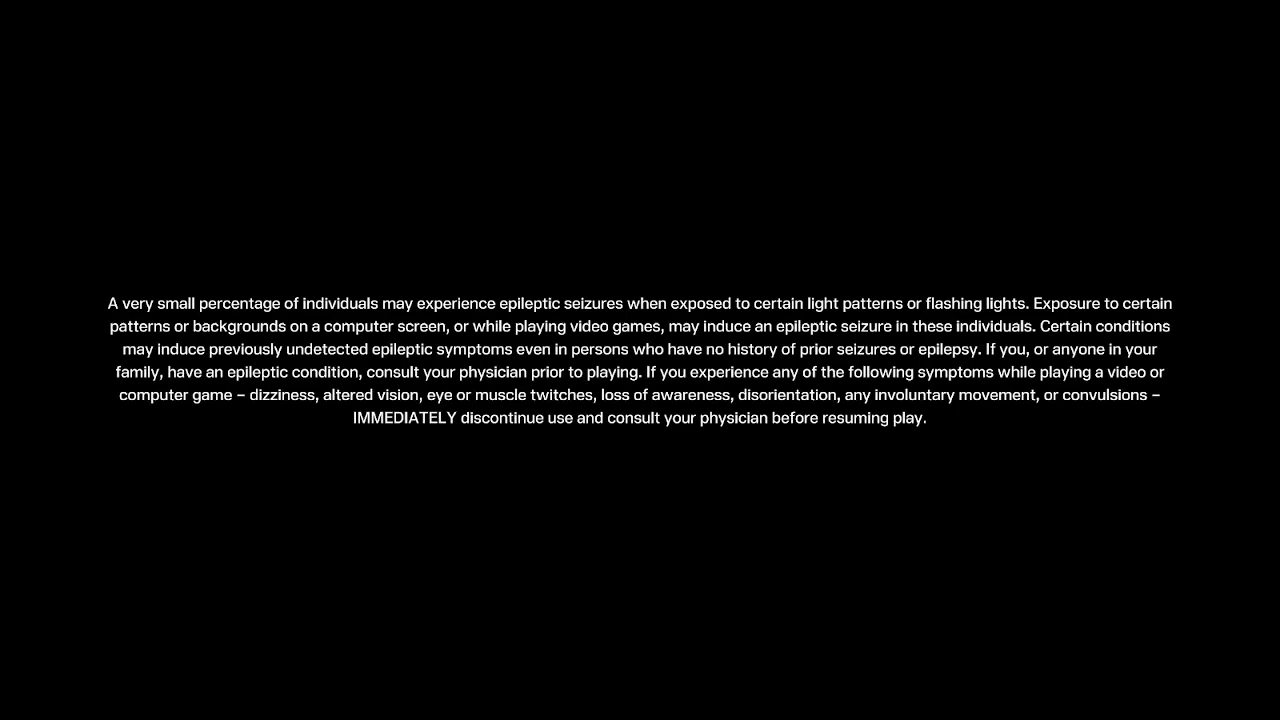 A very small percentage of individuals may experience epileptic seizures when exposed to certain light patterns or flashing lights. Exposure to certain
patterns or backgrounds on a computer screen, or while playing video games, may induce an epileptic seizure in these individuals. Certain conditions
may induce previously undetected epileptic symptoms even in persons who have no history of prior seizures or epilepsy. If you, or anyone in your
family, have an epileptic condition, consult your physician prior to playing. If you experience any of the following symptoms while playing a video or
computer game – dizziness, altered vision, eye or muscle twitches, loss of awareness, disorientation, any involuntary movement, or convulsions –
IMMEDIATELY discontinue use and consult your physician before resuming play.